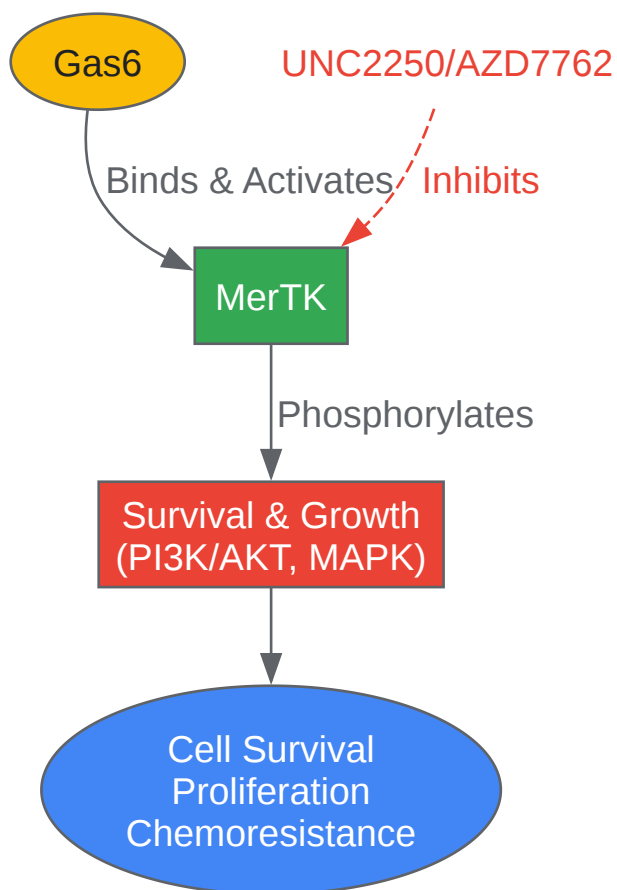 Gas6
UNC2250/AZD7762
Binds & Activates
Inhibits
MerTK
Phosphorylates
Survival & Growth
(PI3K/AKT, MAPK)
Cell Survival
Proliferation
Chemoresistance